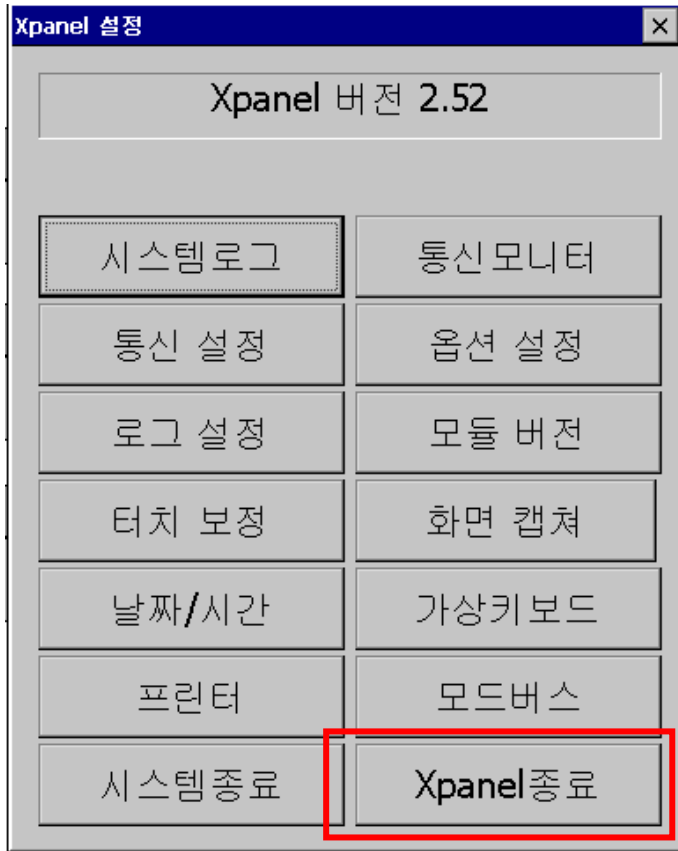 Xpanel 설정
Xpanel 버전 2.52
시스템로그 통신모니터
통신 설정 옵션 설정
로그 설정 모듈 버전
터치 보정 화면 캡쳐
날짜/시간 가상키보드
프린터 모드버스
시스템종료 Xpanel종료